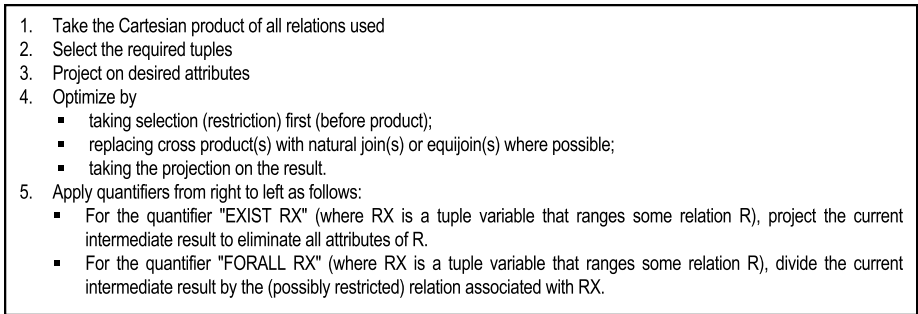 1. Take the Cartesian product of all relations used
2. Select the required tuples
3. Project on desired attributes
4. Optimize by
▪ taking selection (restriction) first (before product);
▪ replacing cross product(s) with natural join(s) or equijoin(s) where possible;
▪ taking the projection on the result.
5. Apply quantifiers from right to left as follows:
▪ For the quantifier "EXIST RX" (where RX is a tuple variable that ranges some relation R), project the current
intermediate result to eliminate all attributes of R.
▪ For the quantifier "FORALL RX" (where RX is a tuple variable that ranges some relation R), divide the current
intermediate result by the (possibly restricted) relation associated with RX.